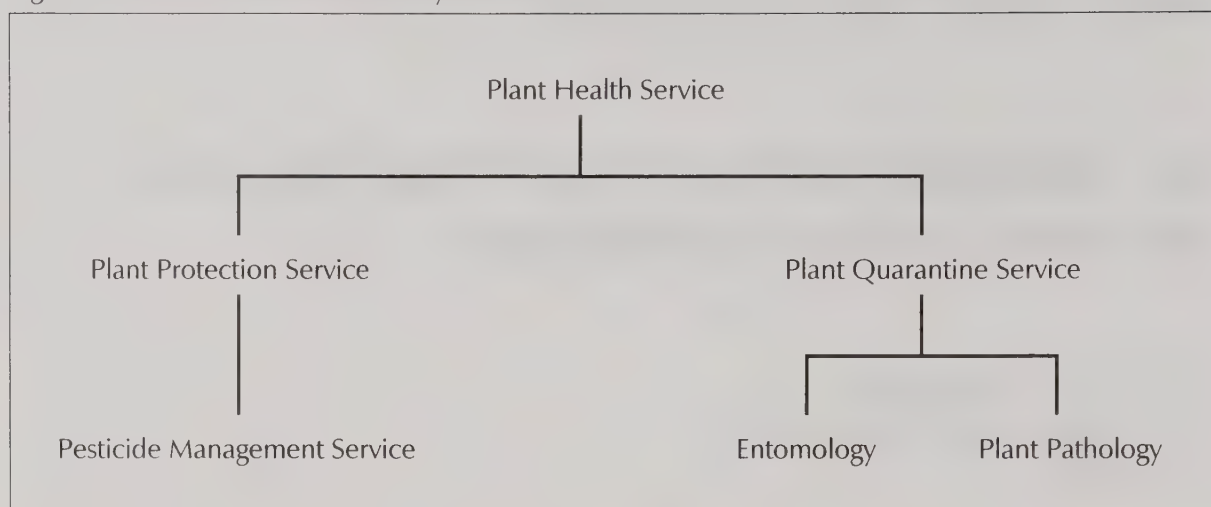 Plant Health Service
Plant Protection Service Plant Quarantine Service
Pesticide Management Service Entomology Plant Pathology